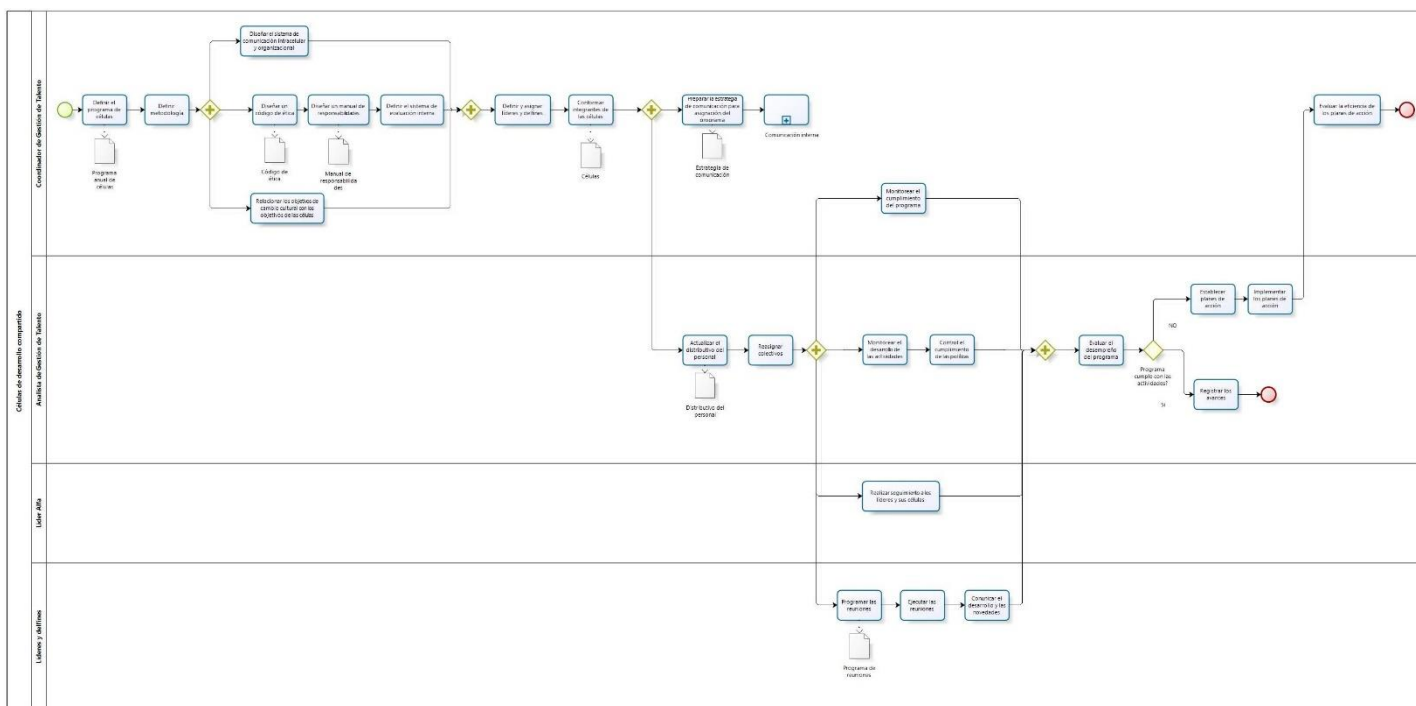 Células de desarrollo compartido
Coordinador de Gestión de Talento
Definir el
programa de
células
Programa
anual de
células
Definir
metodología
Diseñar el sistema de
comunicación intracelular
y organizacional
Diseñar un
código de ética
Código de
ética
Diseñar un manual de
responsabilidades
Manual de
responsabilida
des
Definir el sistema de
evaluación interna
Relacionar los objetivos de
cambio cultural con los
objetivos de las células
Definir y asignar
líderes y delfines
Conformar
integrantes de
las células
Células
Preparar la estrategia
de comunicación para
asignación del
Estrategia de
comunicación
Comunicación interna
Monitorear el
cumplimiento
del programa
Evaluar la eficiencia de
los planes de acción
Analista de Gestión de Talento
Actualizar el
distributivo del
personal
Distributivo del
personal
Reasignar
colectivos
Monitorear el
desarrollo de
las actividades
Control el
cumplimiento
de las políticas
Evaluar el
desempeño
del programa
Programa
cumple con las
actividades?
NO
Establecer
planes de
acción
Implementar
los planes de
acción
Si
Registrar los
avances
Líder Alfa
Realizar seguimiento a los
líderes y sus células
Líderes y delfines
Programar las
reuniones
Programa de
reuniones
Ejecutar las
reuniones
Comunicar el
desarrollo y las
novedades